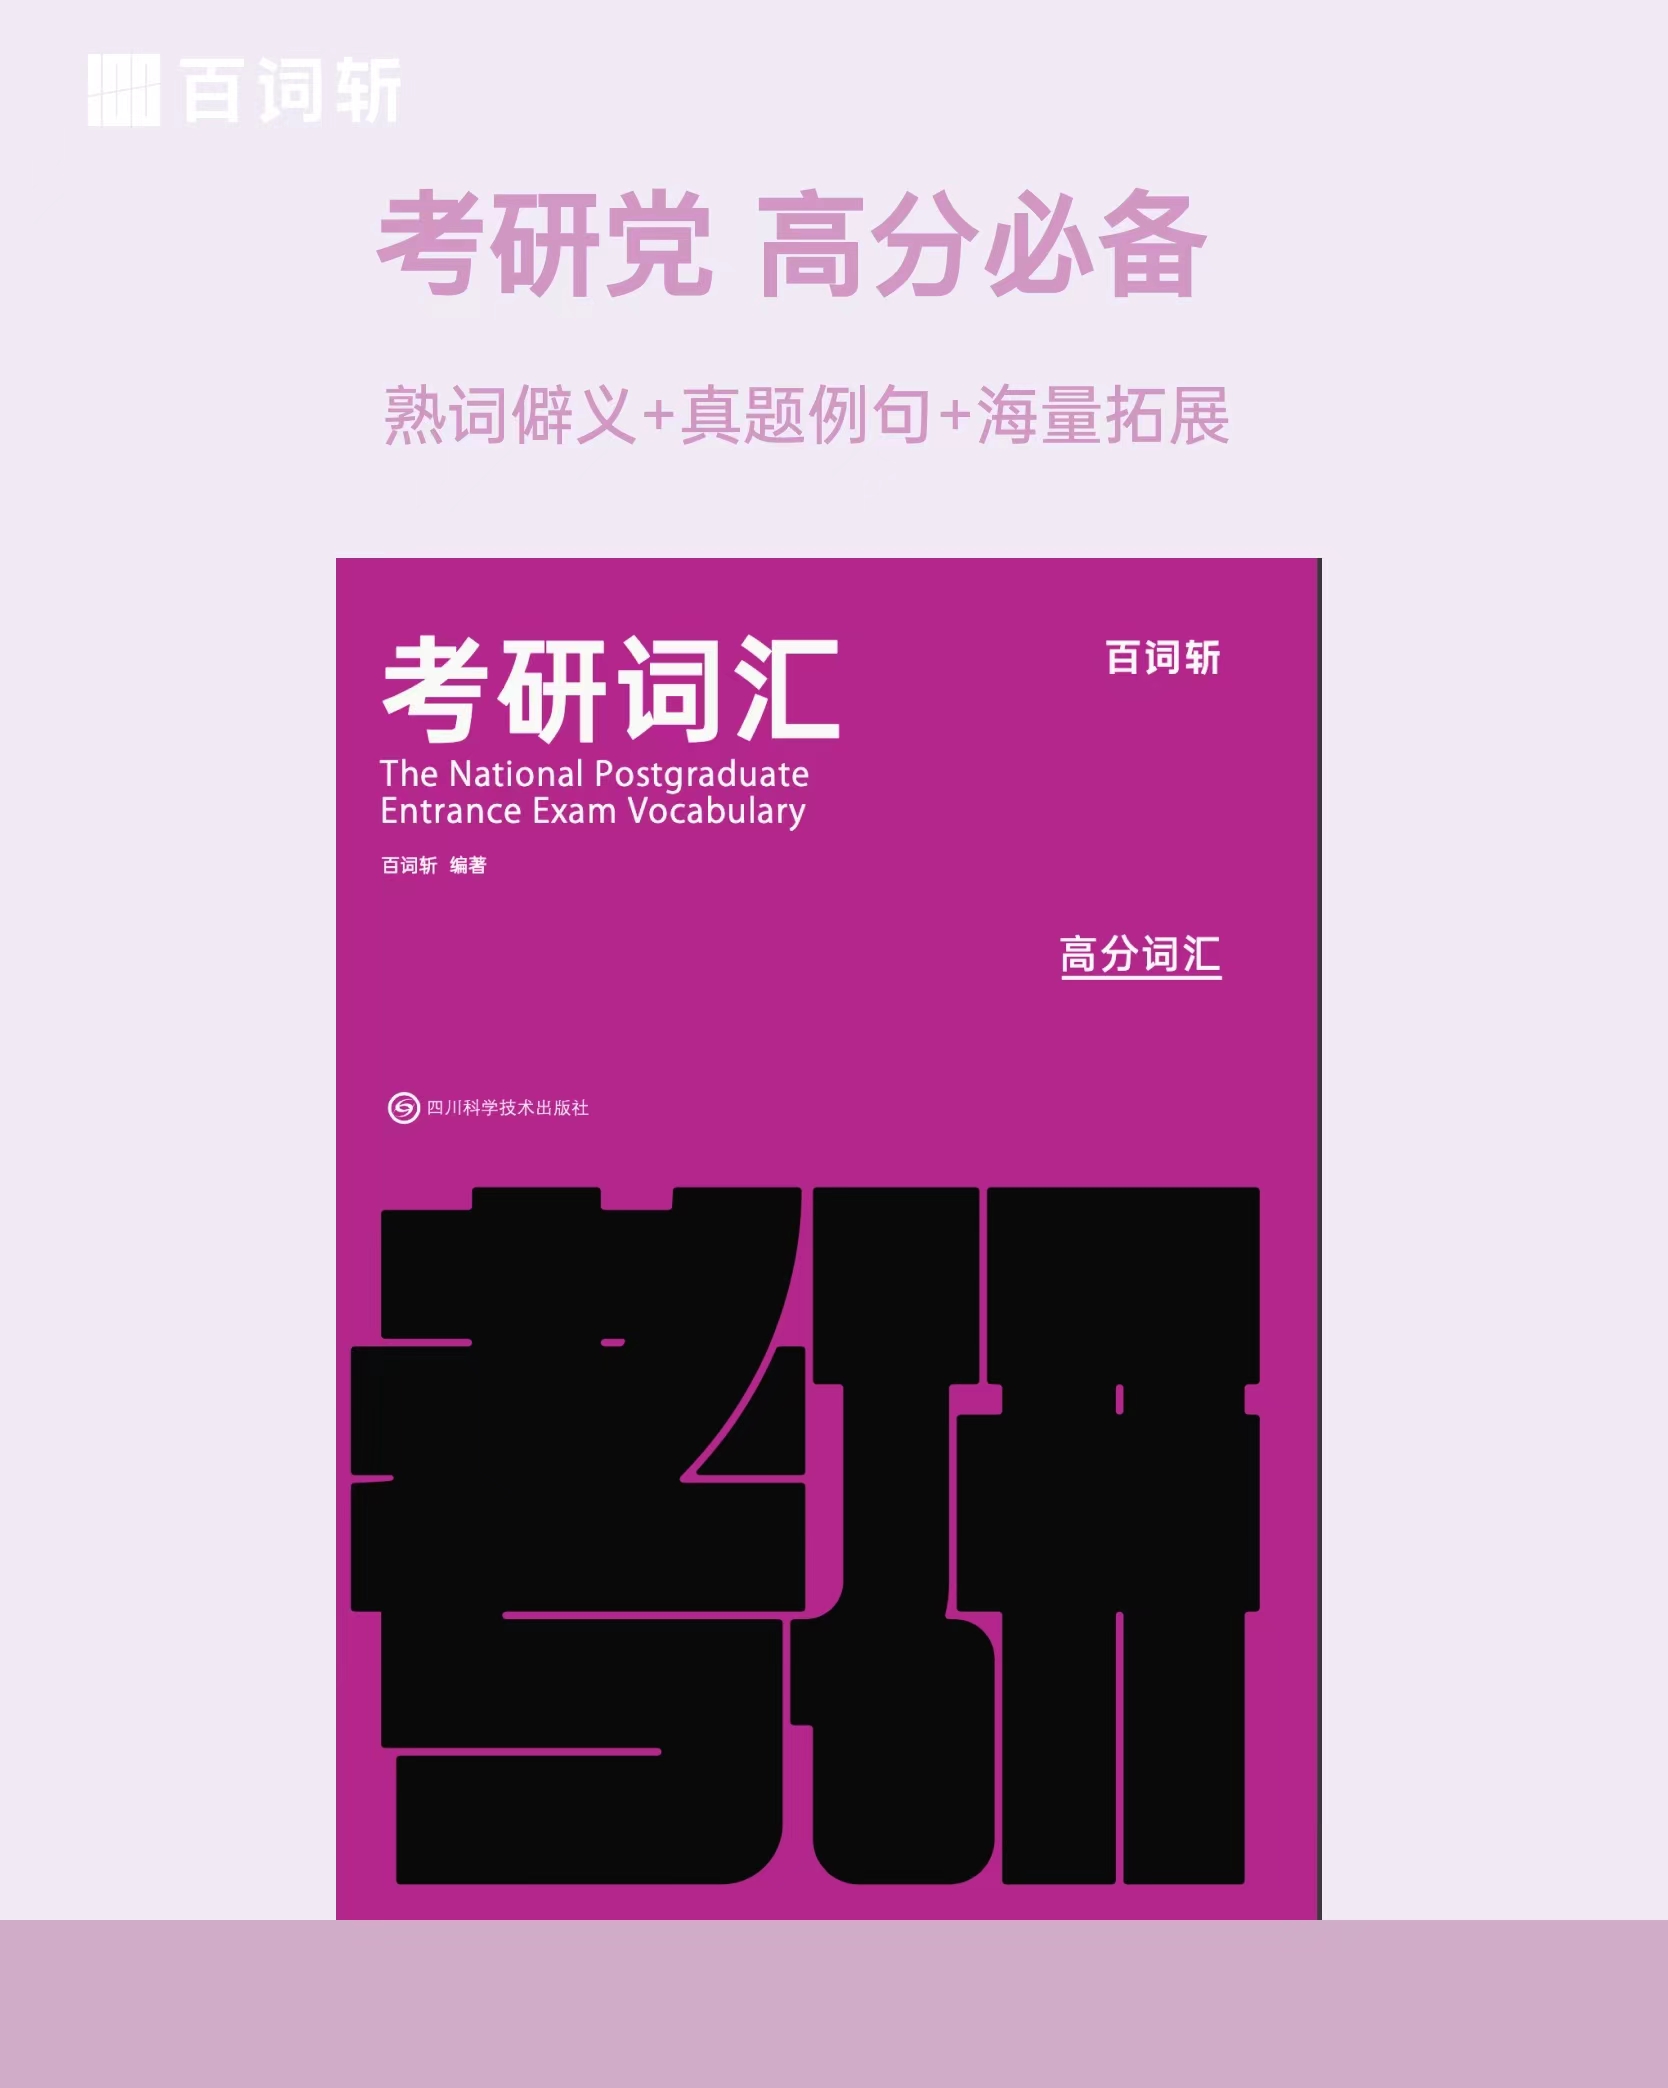 百词斩
考研党 高分必备
熟词僻义+真题例句+海量拓展
考研词汇
百词斩
The National Postgraduate
Entrance Exam Vocabulary
百词斩 编著
高分词汇
四川科学技术出版社
考研